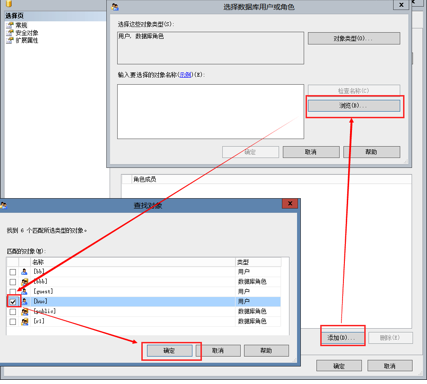 选择页
常规
安全对象
扩展属性
选择数据库用户或角色
选择这些对象类型(S):
用户, 数据库角色
对象类型(O)...
输入要选择的对象名称(示例)(E):
检查名称(C)
浏览(B)...
确定
取消
帮助
角色成员
查找对象
找到 6 个匹配所选类型的对象。
匹配的对象(M):
名称
类型
[bb]
用户
[bbb]
数据库角色
[guest]
用户
用户
[public]
数据库角色
数据库角色
确定
取消
帮助
添加(D)...
删除(E)
确定
取消